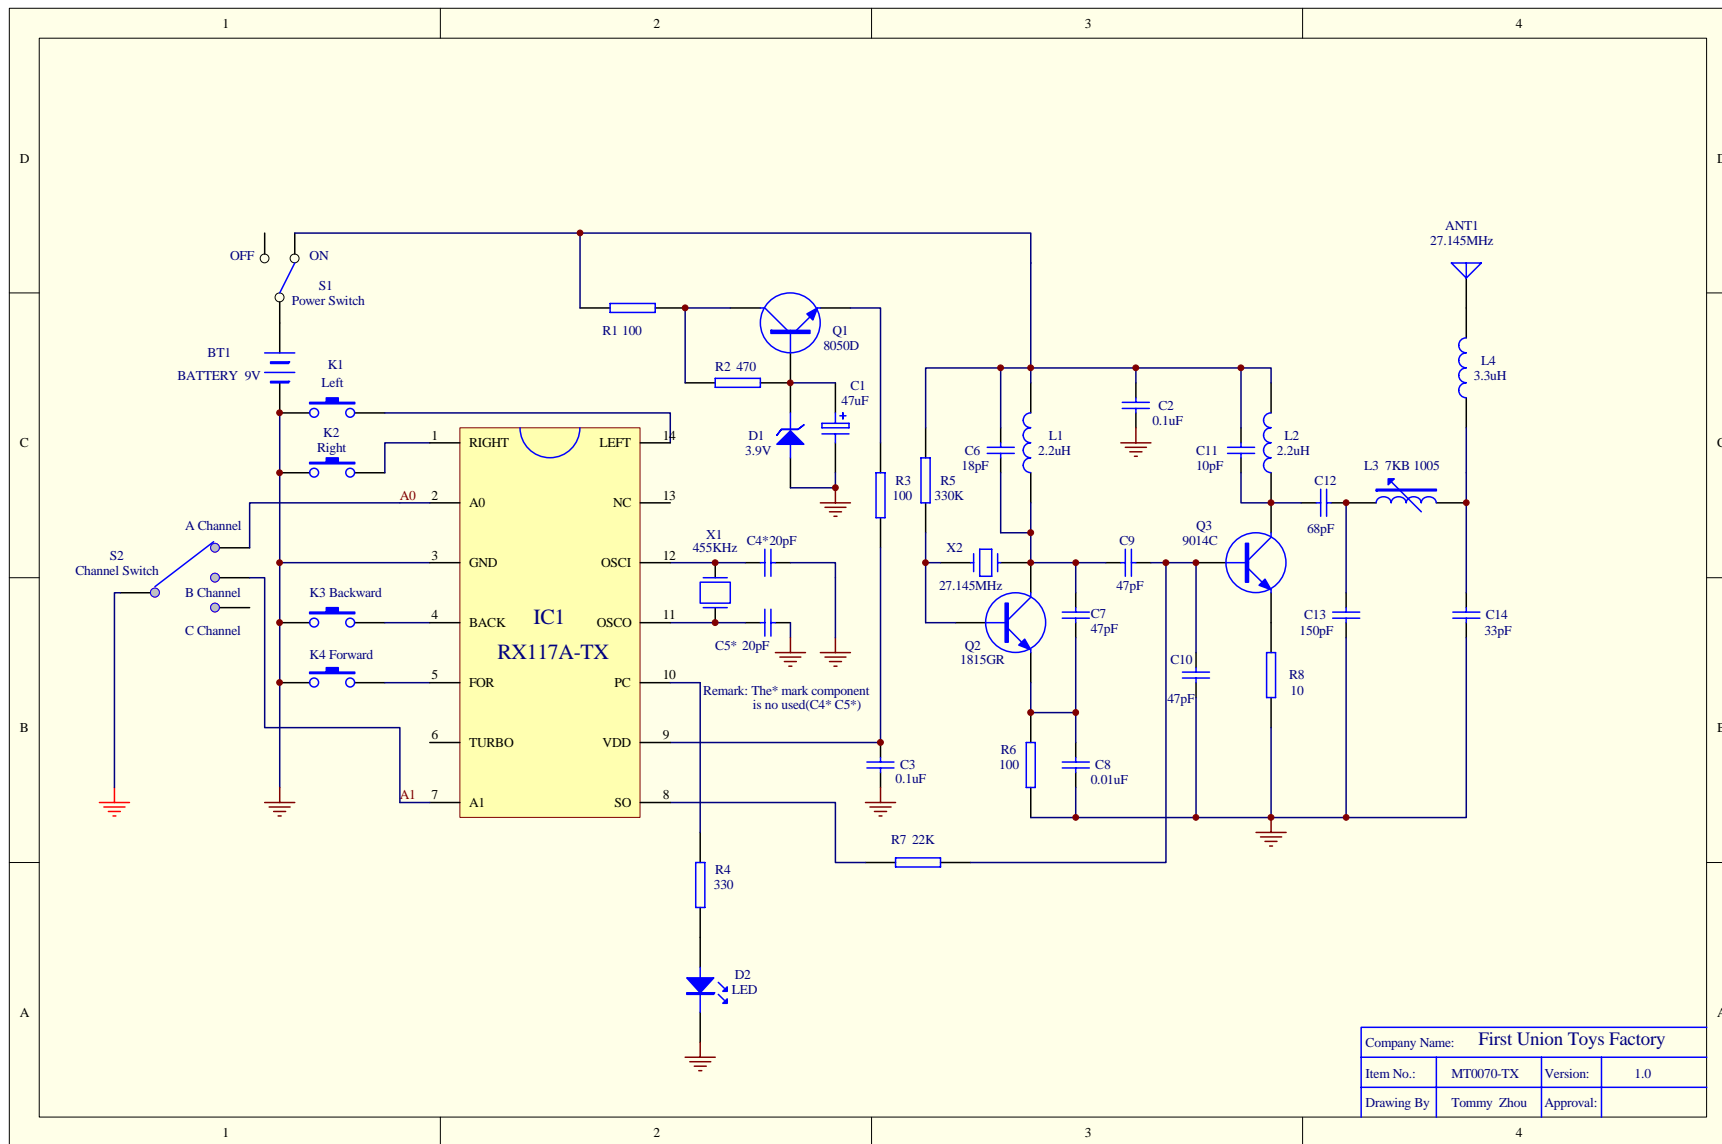 1 2 3 4
D D
C C
B B
A A
ANT1
27.145MHz
OFF ON
S1
Power Switch
BT1
BATTERY 9V
K1
Left
K2
Right
R1 100
Q1
8050D
R2 470
C1
47uF
+
D1
3.9V
R3
100
R5
330K
C6
18pF
L1
2.2uH
C2
0.1uF
C11
10pF
L2
2.2uH
L4
3.3uH
L3 7KB 1005
C12
68pF
1 RIGHT LEFT 14
A0 2 A0 NC 13
3 GND OSCI 12
4 BACK OSCO 11
5 FOR PC 10
6 TURBO VDD 9
A1 7 A1 SO 8
IC1
RX117A-TX
A Channel
S2
Channel Switch
B Channel
C Channel
K3 Backward
K4 Forward
X1
455KHz
C4*20pF
C5* 20pF
Remark: The* mark component
is no used(C4* C5*)
X2
27.145MHz
C9
47pF
Q3
9014C
Q2
1815GR
C7
47pF
C10
47pF
C13
150pF
C14
33pF
R8
10
R6
100
C8
0.01uF
C3
0.1uF
R7 22K
R4
330
D2
LED
Company Name: First Union Toys Factory
Item No.: MT0070-TX Version: 1.0
Drawing By Tommy Zhou Approval:
1 2 3 4